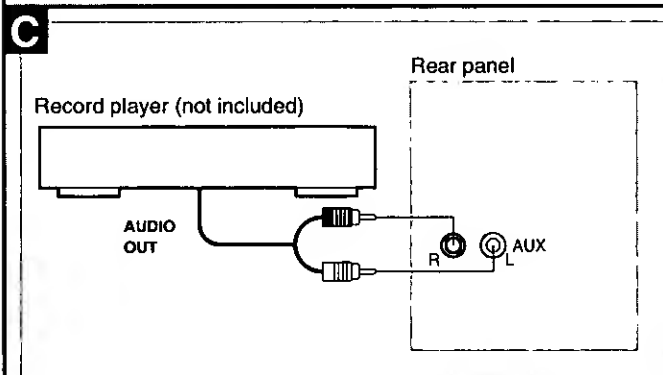 C
Rear panel
Record player (not included)
AUDIO
OUT
R
L
AUX